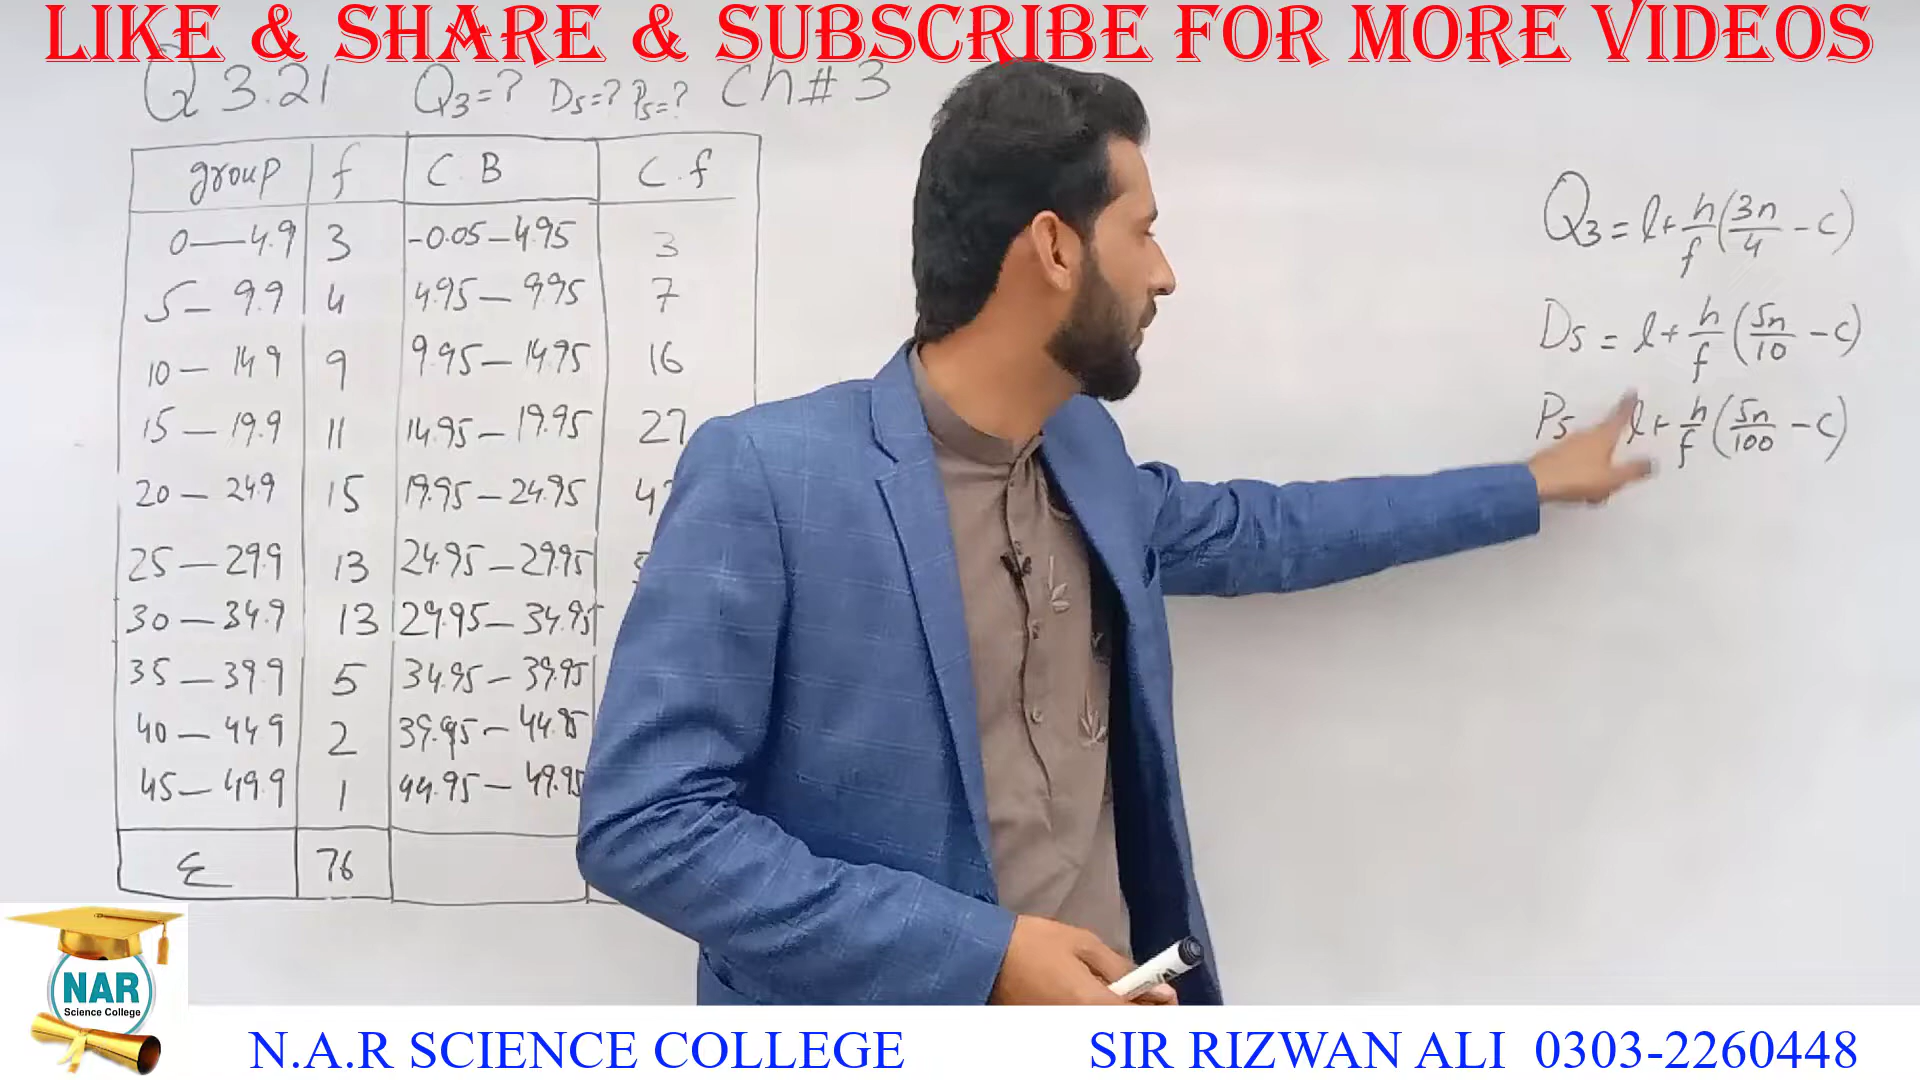 LIKE & SHARE & SUBSCRIBE FOR MORE VIDEOS
Q 3.21 Q3=? D5=? P5=? Ch# 3
group f C.B C.f
0—4.9 3 -0.05—4.95 3
5—9.9 4 4.95—9.95 7
10—14.9 9 9.95—14.95 16
15—19.9 11 14.95—19.95 27
20—24.9 15 19.95—24.95 4
25—29.9 13 24.95—29.95
30—34.9 13 29.95—34.95
35—39.9 5 34.95—39.95
40—44.9 2 39.95—44.95
45—49.9 1 44.95—49.95
Σ 76
Q3 = l+h/f(3n/4 -c)
D5 = l+h/f(5n/10 -c)
P5 l+h/f(5n/100 -c)
NAR
Science College
N.A.R SCIENCE COLLEGE SIR RIZWAN ALI 0303-2260448